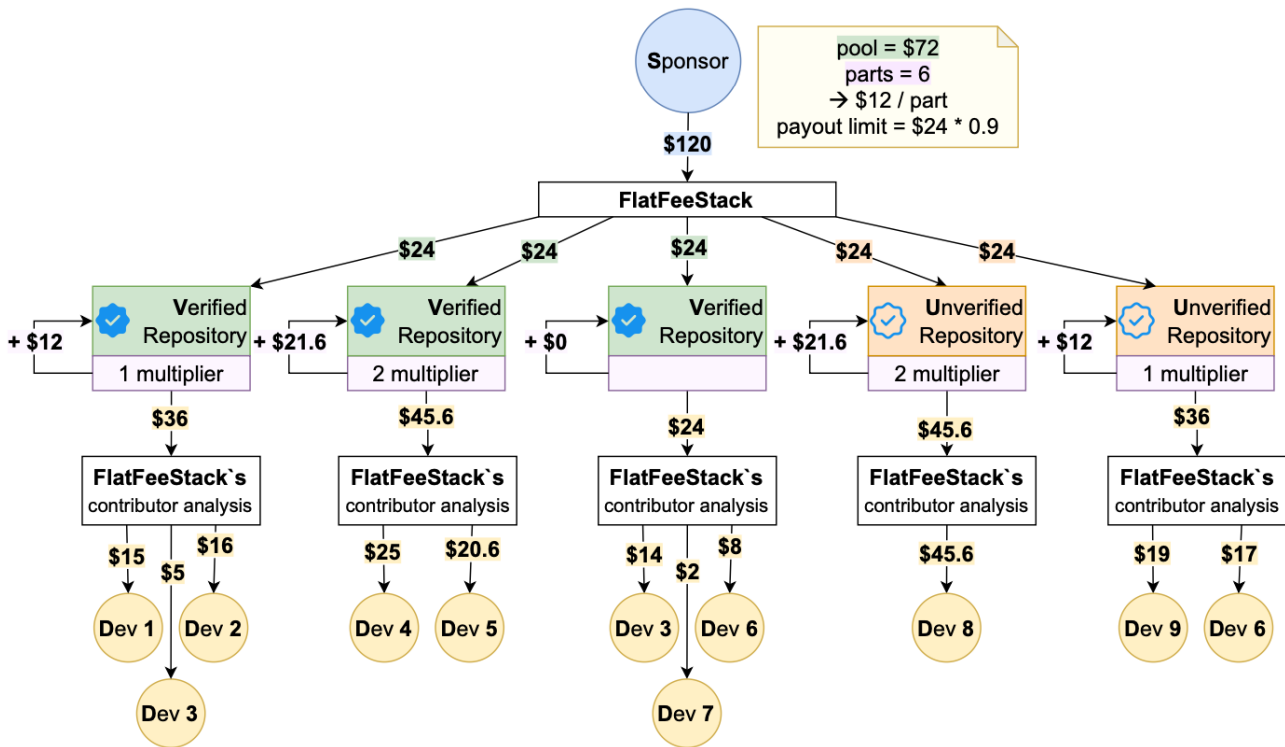 Sponsor
pool = $72
parts = 6
→ $12 / part
payout limit = $24 * 0.9
$120
FlatFeeStack
$24
$24
$24
$24
$24
Verified
Repository
1 multiplier
+ $12
Verified
Repository
2 multiplier
+ $21.6
Verified
Repository
+ $0
Unverified
Repository
2 multiplier
+ $21.6
Unverified
Repository
1 multiplier
+ $12
$36
$45.6
$24
$45.6
$36
FlatFeeStack`s
contributor analysis
FlatFeeStack`s
contributor analysis
FlatFeeStack`s
contributor analysis
FlatFeeStack`s
contributor analysis
FlatFeeStack`s
contributor analysis
$15
$5
$16
$25
$20.6
$14
$2
$8
$45.6
$19
$17
Dev 1
Dev 2
Dev 4
Dev 5
Dev 3
Dev 6
Dev 8
Dev 9
Dev 6
Dev 3
Dev 7